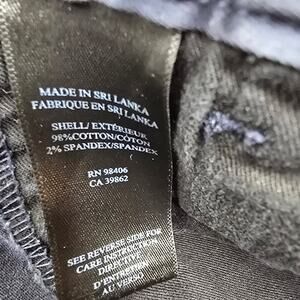 MADE IN SRI LANKA
FABRIQUE EN SRI LANKA
SHELL/ EXTÉRIEUR
98%COTTON/COTON
2% SPANDEX/SPANDEX
RN 98406
CA 39862
SEE REVERSE SIDE FOR
CARE INSTRUCTION
DIRECTIVE
D'ENTRETIEN
AU VERSO